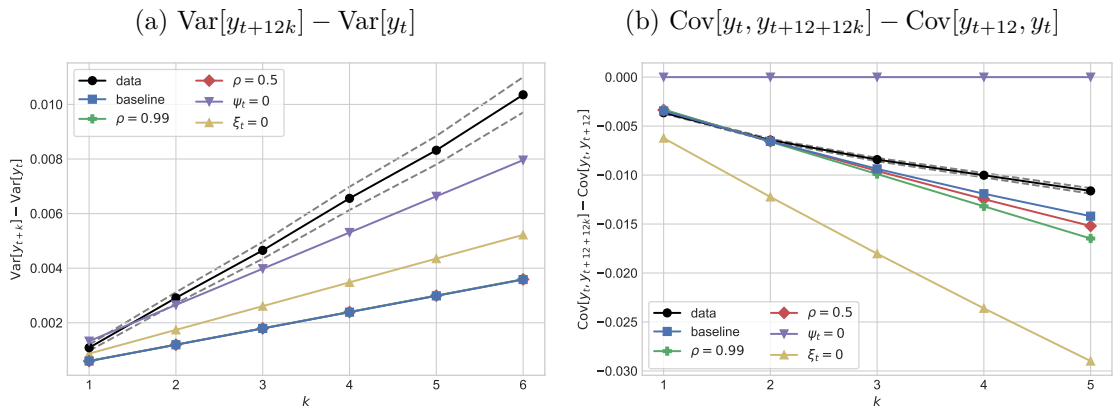 (a) Var[y_{t+12k}] − Var[y_t]
Var[y_{t+k}] − Var[y_t]
0.010
0.008
0.006
0.004
0.002
data
baseline
ρ = 0.99
ρ = 0.5
ψ_t = 0
ξ_t = 0
1 2 3 4 5 6
k
(b) Cov[y_t, y_{t+12+12k}] − Cov[y_{t+12}, y_t]
Cov[y_t, y_{t+12+12k}] − Cov[y_t, y_{t+12}]
0.000
−0.005
−0.010
−0.015
−0.020
−0.025
−0.030
data
baseline
ρ = 0.99
ρ = 0.5
ψ_t = 0
ξ_t = 0
1 2 3 4 5
k